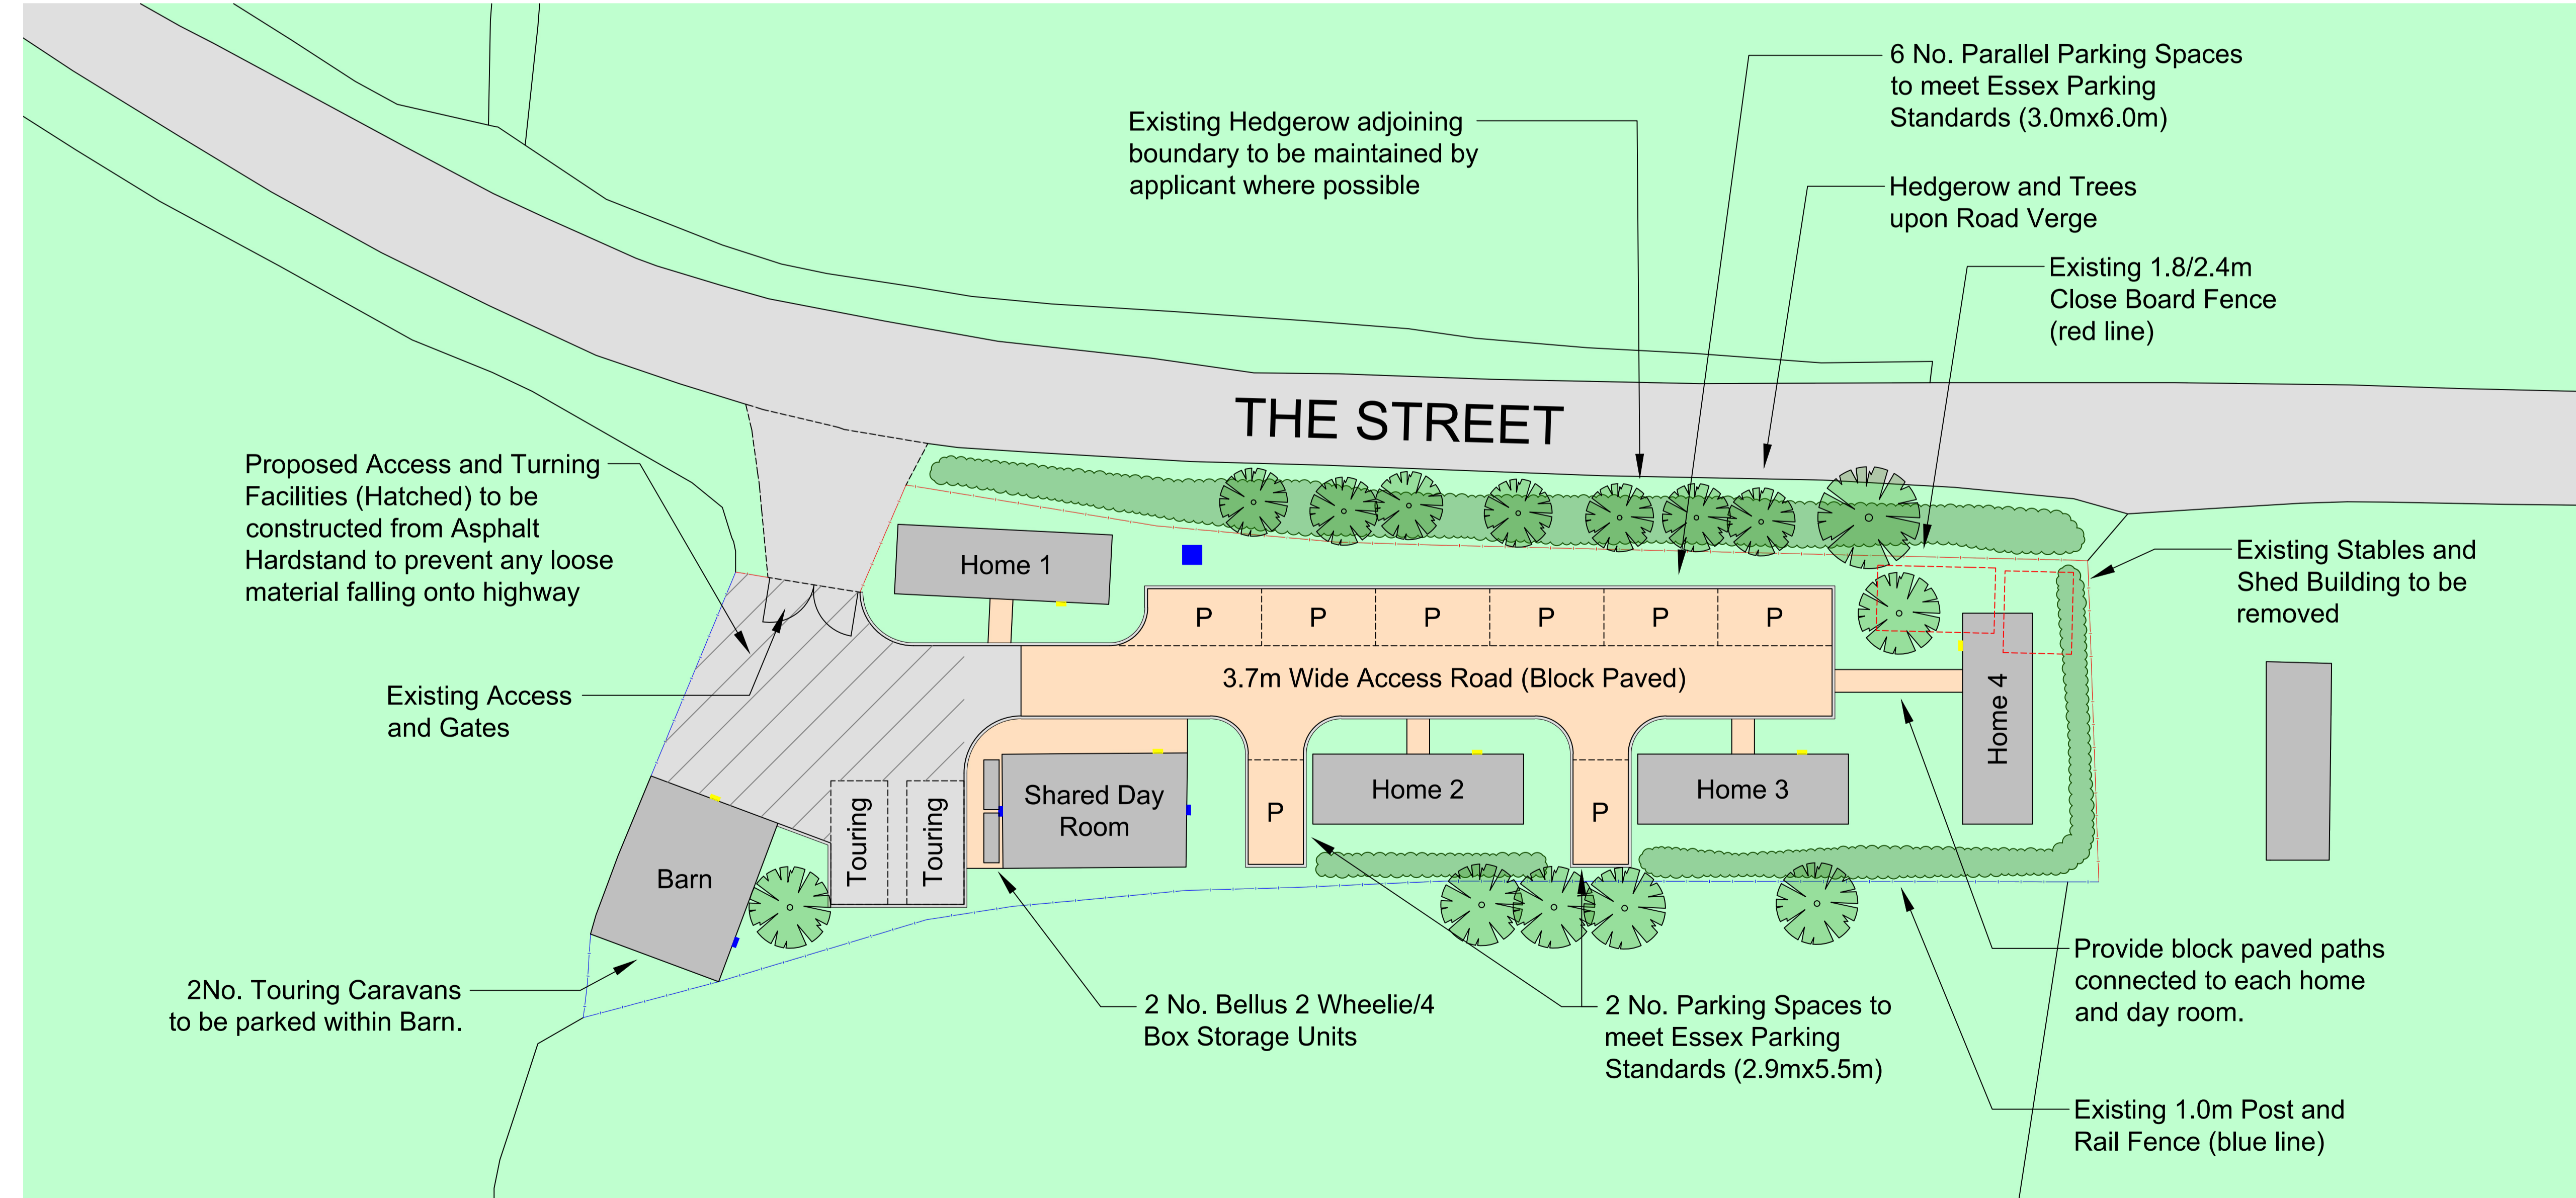 6 No. Parallel Parking Spaces
to meet Essex Parking
Standards (3.0mx6.0m)
Existing Hedgerow adjoining
boundary to be maintained by
applicant where possible
Hedgerow and Trees
upon Road Verge
Existing 1.8/2.4m
Close Board Fence
(red line)
THE STREET
Proposed Access and Turning
Facilities (Hatched) to be
constructed from Asphalt
Hardstand to prevent any loose
material falling onto highway
Existing Stables and
Shed Building to be
removed
Home 1
P
P
P
P
P
P
3.7m Wide Access Road (Block Paved)
Existing Access
and Gates
Home 4
Shared Day
Room
Home 2
Home 3
P
P
Touring
Touring
Barn
2No. Touring Caravans
to be parked within Barn.
2 No. Bellus 2 Wheelie/4
Box Storage Units
2 No. Parking Spaces to
meet Essex Parking
Standards (2.9mx5.5m)
Provide block paved paths
connected to each home
and day room.
Existing 1.0m Post and
Rail Fence (blue line)